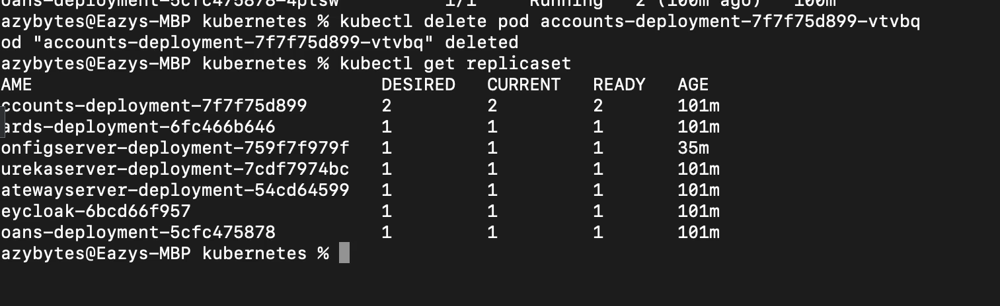 oans-deployment-5cfc475878-4ptsw 1/1 Running 2 (100m ago) 100m
azybytes@Eazys-MBP kubernetes % kubectl delete pod accounts-deployment-7f7f75d899-vtvbq
od "accounts-deployment-7f7f75d899-vtvbq" deleted
azybytes@Eazys-MBP kubernetes % kubectl get replicaset
AME DESIRED CURRENT READY AGE
ccounts-deployment-7f7f75d899 2 2 2 101m
ards-deployment-6fc466b646 1 1 1 101m
onfigserver-deployment-759f7f979f 1 1 1 35m
urekaserver-deployment-7cdf7974bc 1 1 1 101m
atewayserver-deployment-54cd64599 1 1 1 101m
eycloak-6bcd66f957 1 1 1 101m
oans-deployment-5cfc475878 1 1 1 101m
azybytes@Eazys-MBP kubernetes %